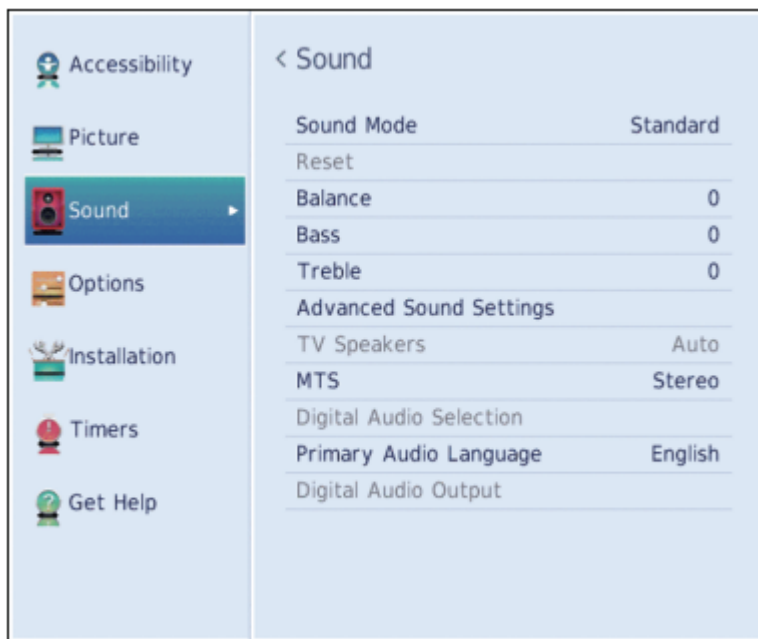 Accessibility
Picture
Sound
Options
Installation
Timers
Get Help
< Sound
Sound Mode Standard
Reset
Balance 0
Bass 0
Treble 0
Advanced Sound Settings
TV Speakers Auto
MTS Stereo
Digital Audio Selection
Primary Audio Language English
Digital Audio Output